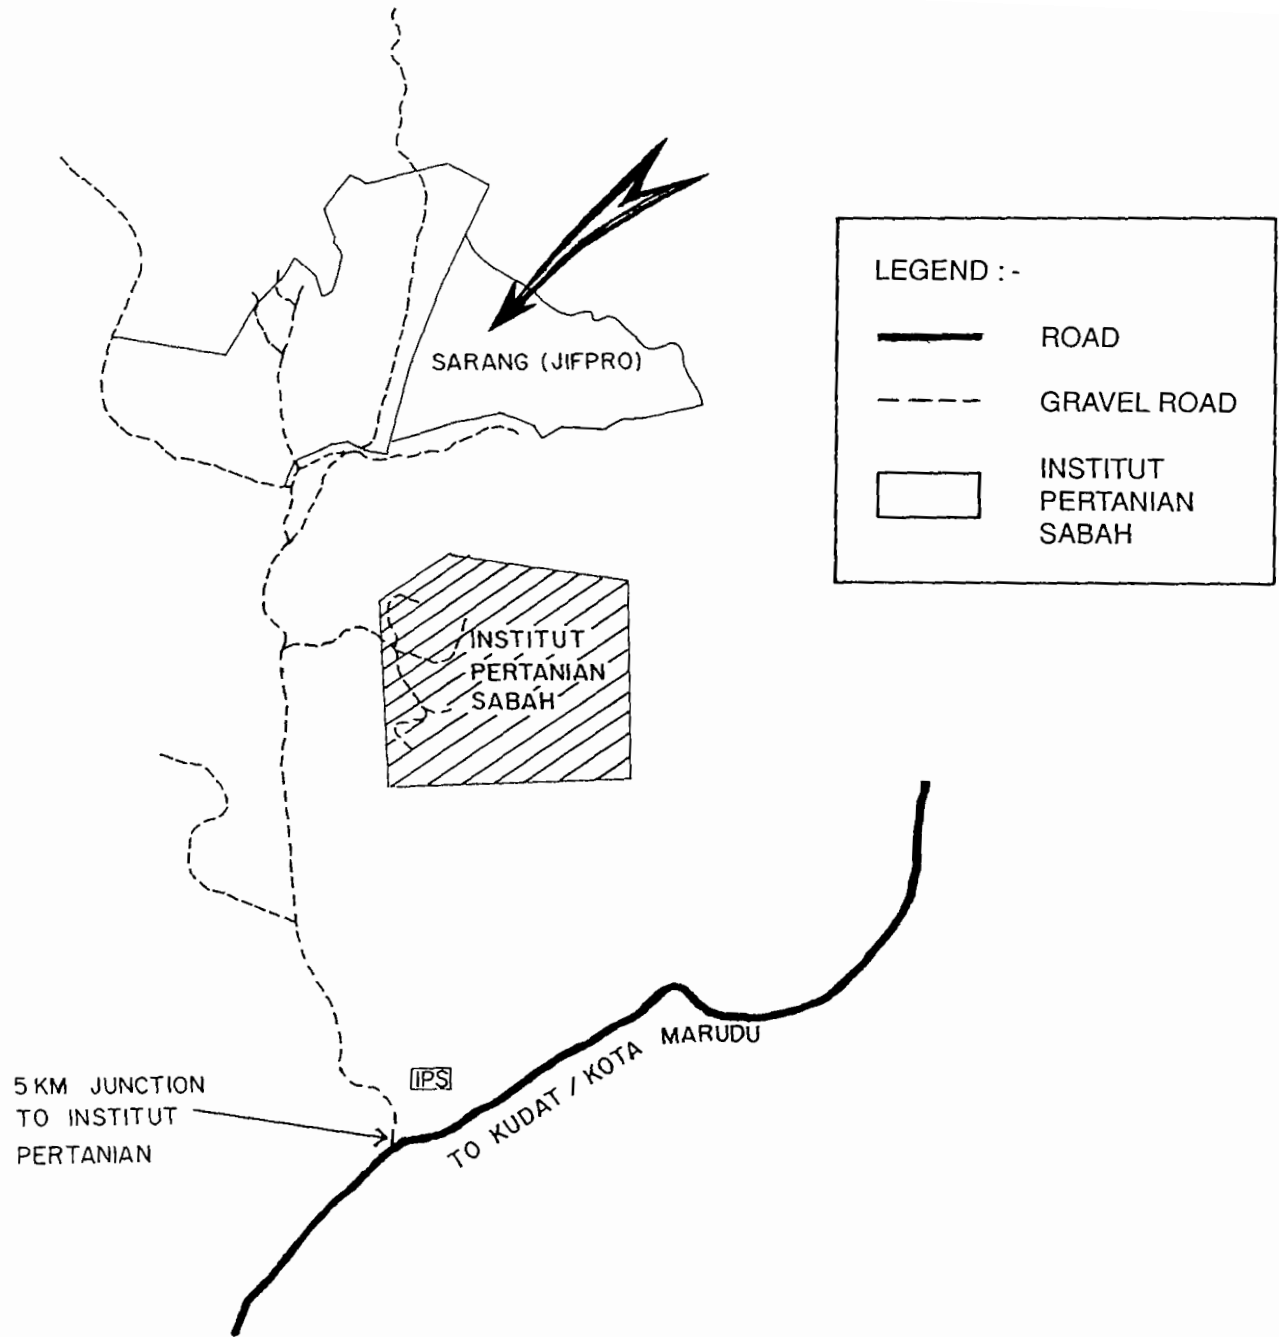 SARANG (JIFPRO)
LEGEND : -
ROAD
GRAVEL ROAD
INSTITUT
PERTANIAN
SABAH
INSTITUT
PERTANIAN
SABAH
IPS
5 KM JUNCTION
TO INSTITUT
PERTANIAN
TO KUDAT / KOTA MARUDU